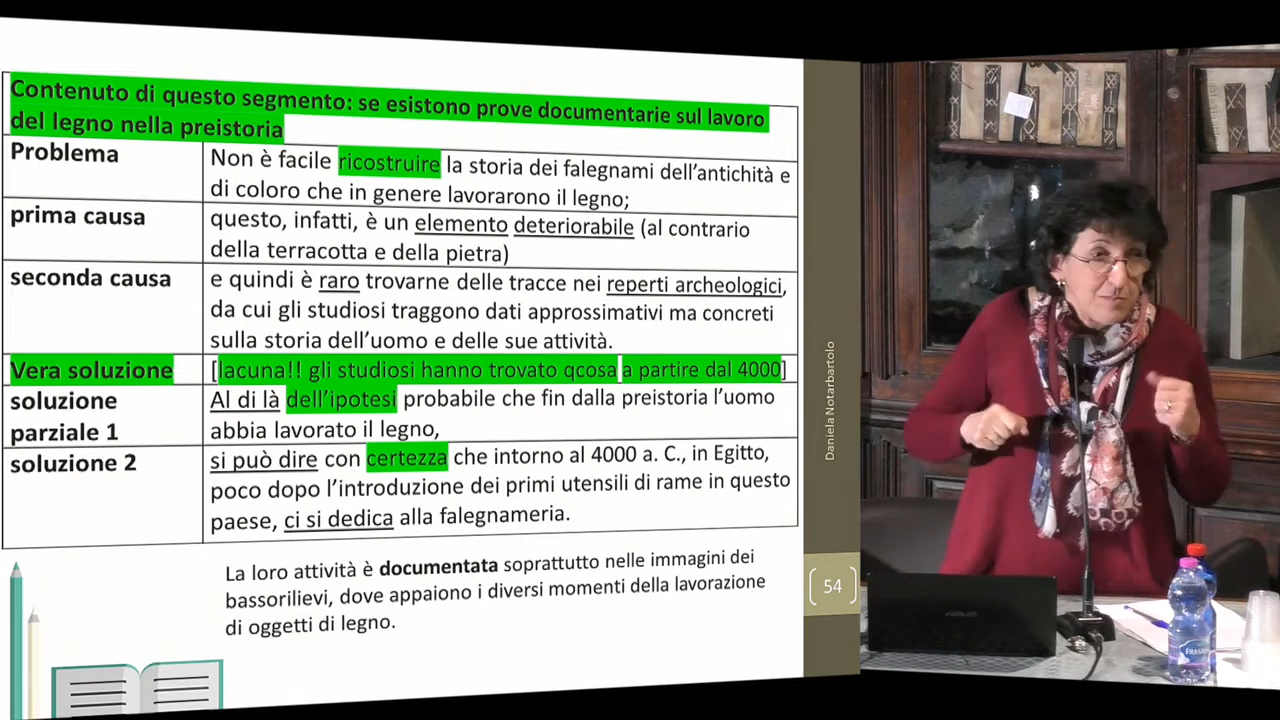 Contenuto di questo segmento: se esistono prove documentarie sul lavoro
del legno nella preistoria
Problema
Non è facile ricostruire la storia dei falegnami dell'antichità e
di coloro che in genere lavorarono il legno;
prima causa
questo, infatti, è un elemento deteriorabile (al contrario
della terracotta e della pietra)
seconda causa
e quindi è raro trovarne delle tracce nei reperti archeologici,
da cui gli studiosi traggono dati approssimativi ma concreti
sulla storia dell'uomo e delle sue attività.
Vera soluzione
[lacuna!! gli studiosi hanno trovato qcosa a partire dal 4000]
soluzione
parziale 1
Al di là dell'ipotesi probabile che fin dalla preistoria l'uomo
abbia lavorato il legno,
soluzione 2
si può dire con certezza che intorno al 4000 a. C., in Egitto,
poco dopo l'introduzione dei primi utensili di rame in questo
paese, ci si dedica alla falegnameria.
La loro attività è documentata soprattutto nelle immagini dei
bassorilievi, dove appaiono i diversi momenti della lavorazione
di oggetti di legno.
Daniela Notarbartolo
54
ASUS